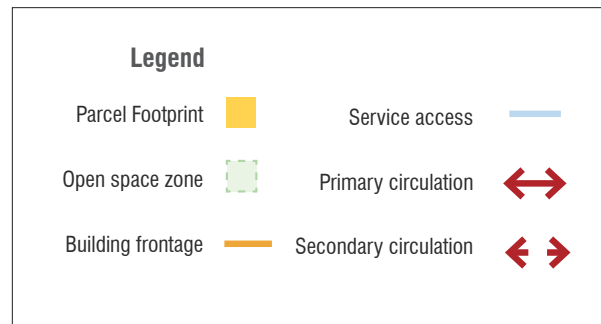 Legend
Parcel Footprint
Open space zone
Building frontage
Service access
Primary circulation
Secondary circulation